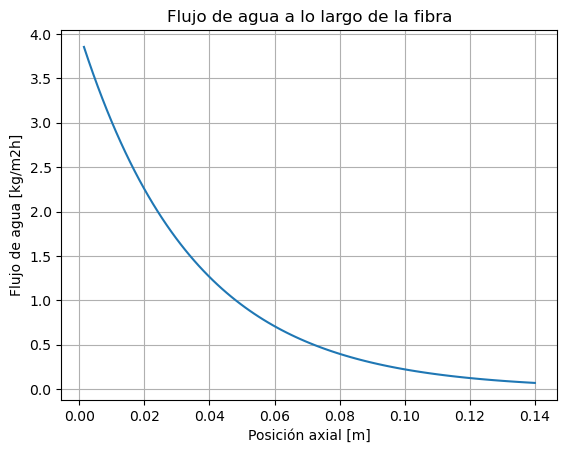 Flujo de agua a lo largo de la fibra
Flujo de agua [kg/m2h]
4.0
3.5
3.0
2.5
2.0
1.5
1.0
0.5
0.0
0.00 0.02 0.04 0.06 0.08 0.10 0.12 0.14
Posición axial [m]